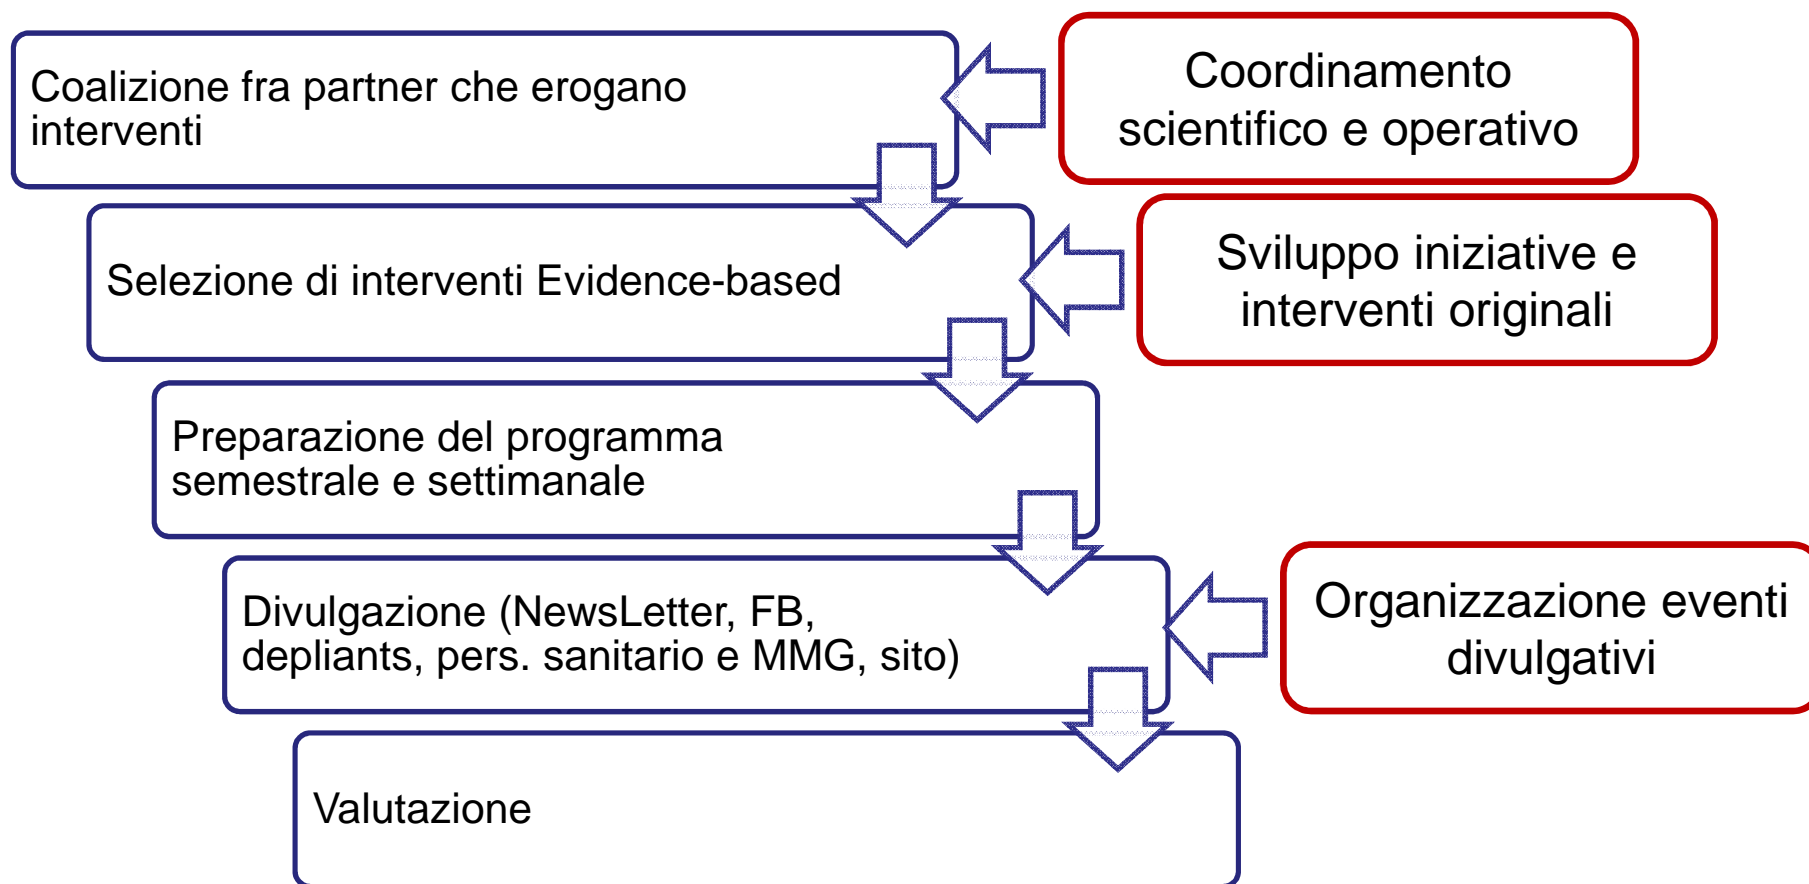 Coalizione fra partner che erogano
interventi
Coordinamento
scientifico e operativo
Selezione di interventi Evidence-based
Sviluppo iniziative e
interventi originali
Preparazione del programma
semestrale e settimanale
Divulgazione (NewsLetter, FB,
depliants, pers. sanitario e MMG, sito)
Organizzazione eventi
divulgativi
Valutazione